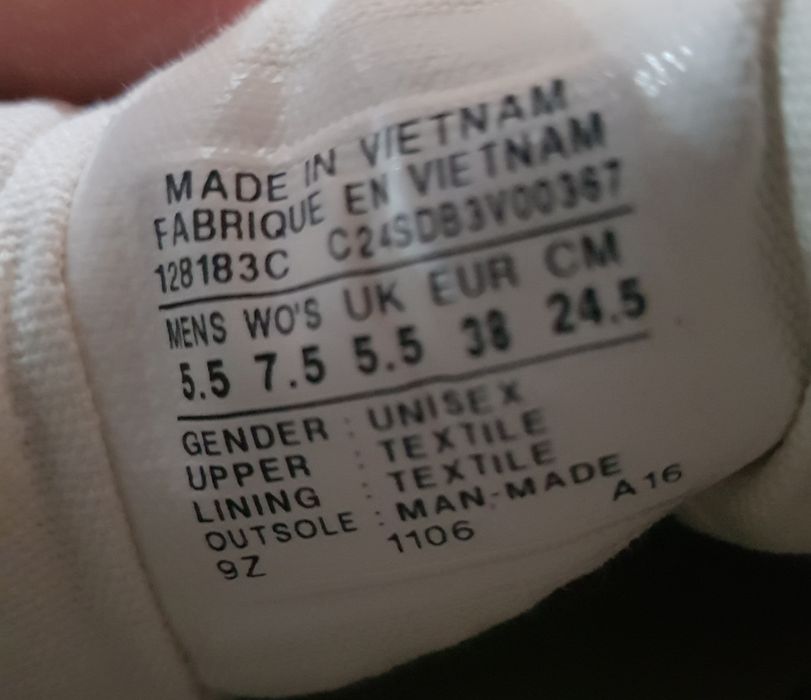 MADE IN VIETNAM
FABRIQUE EN VIETNAM
128183C C24SDB3V00367
MENS WO'S UK EUR CM
5.5 7.5 5.5 38 24.5
GENDER : UNISEX
UPPER : TEXTILE
LINING : TEXTILE
OUTSOLE : MAN-MADE
9Z 1106 A16